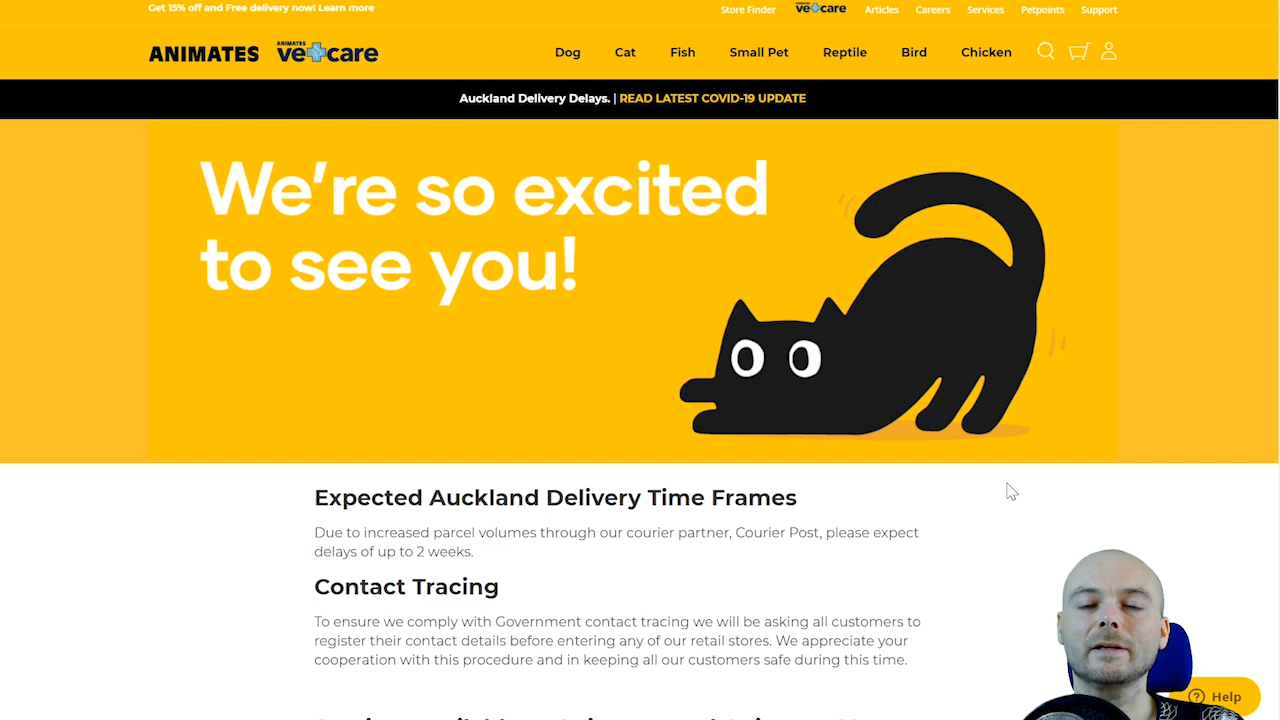 Get 15% off and Free delivery now! Learn more
Store Finder
ANIMATES
vetcare
Articles
Careers
Services
Petpoints
Support
ANIMATES
ANIMATES
vetcare
Dog
Cat
Fish
Small Pet
Reptile
Bird
Chicken
Auckland Delivery Delays. | READ LATEST COVID-19 UPDATE
We're so excited
to see you!
Expected Auckland Delivery Time Frames
Due to increased parcel volumes through our courier partner, Courier Post, please expect
delays of up to 2 weeks.
Contact Tracing
To ensure we comply with Government contact tracing we will be asking all customers to
register their contact details before entering any of our retail stores. We appreciate your
cooperation with this procedure and in keeping all our customers safe during this time.
Help